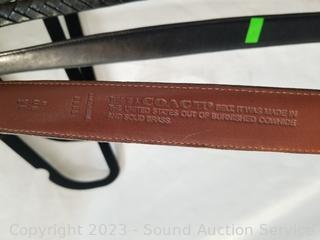 COACH BELT. IT WAS MADE IN
THE UNITED STATES OUT OF BURNISHED COWHIDE
AND SOLID BRASS.
Copyright 2023 - Sound Auction Service